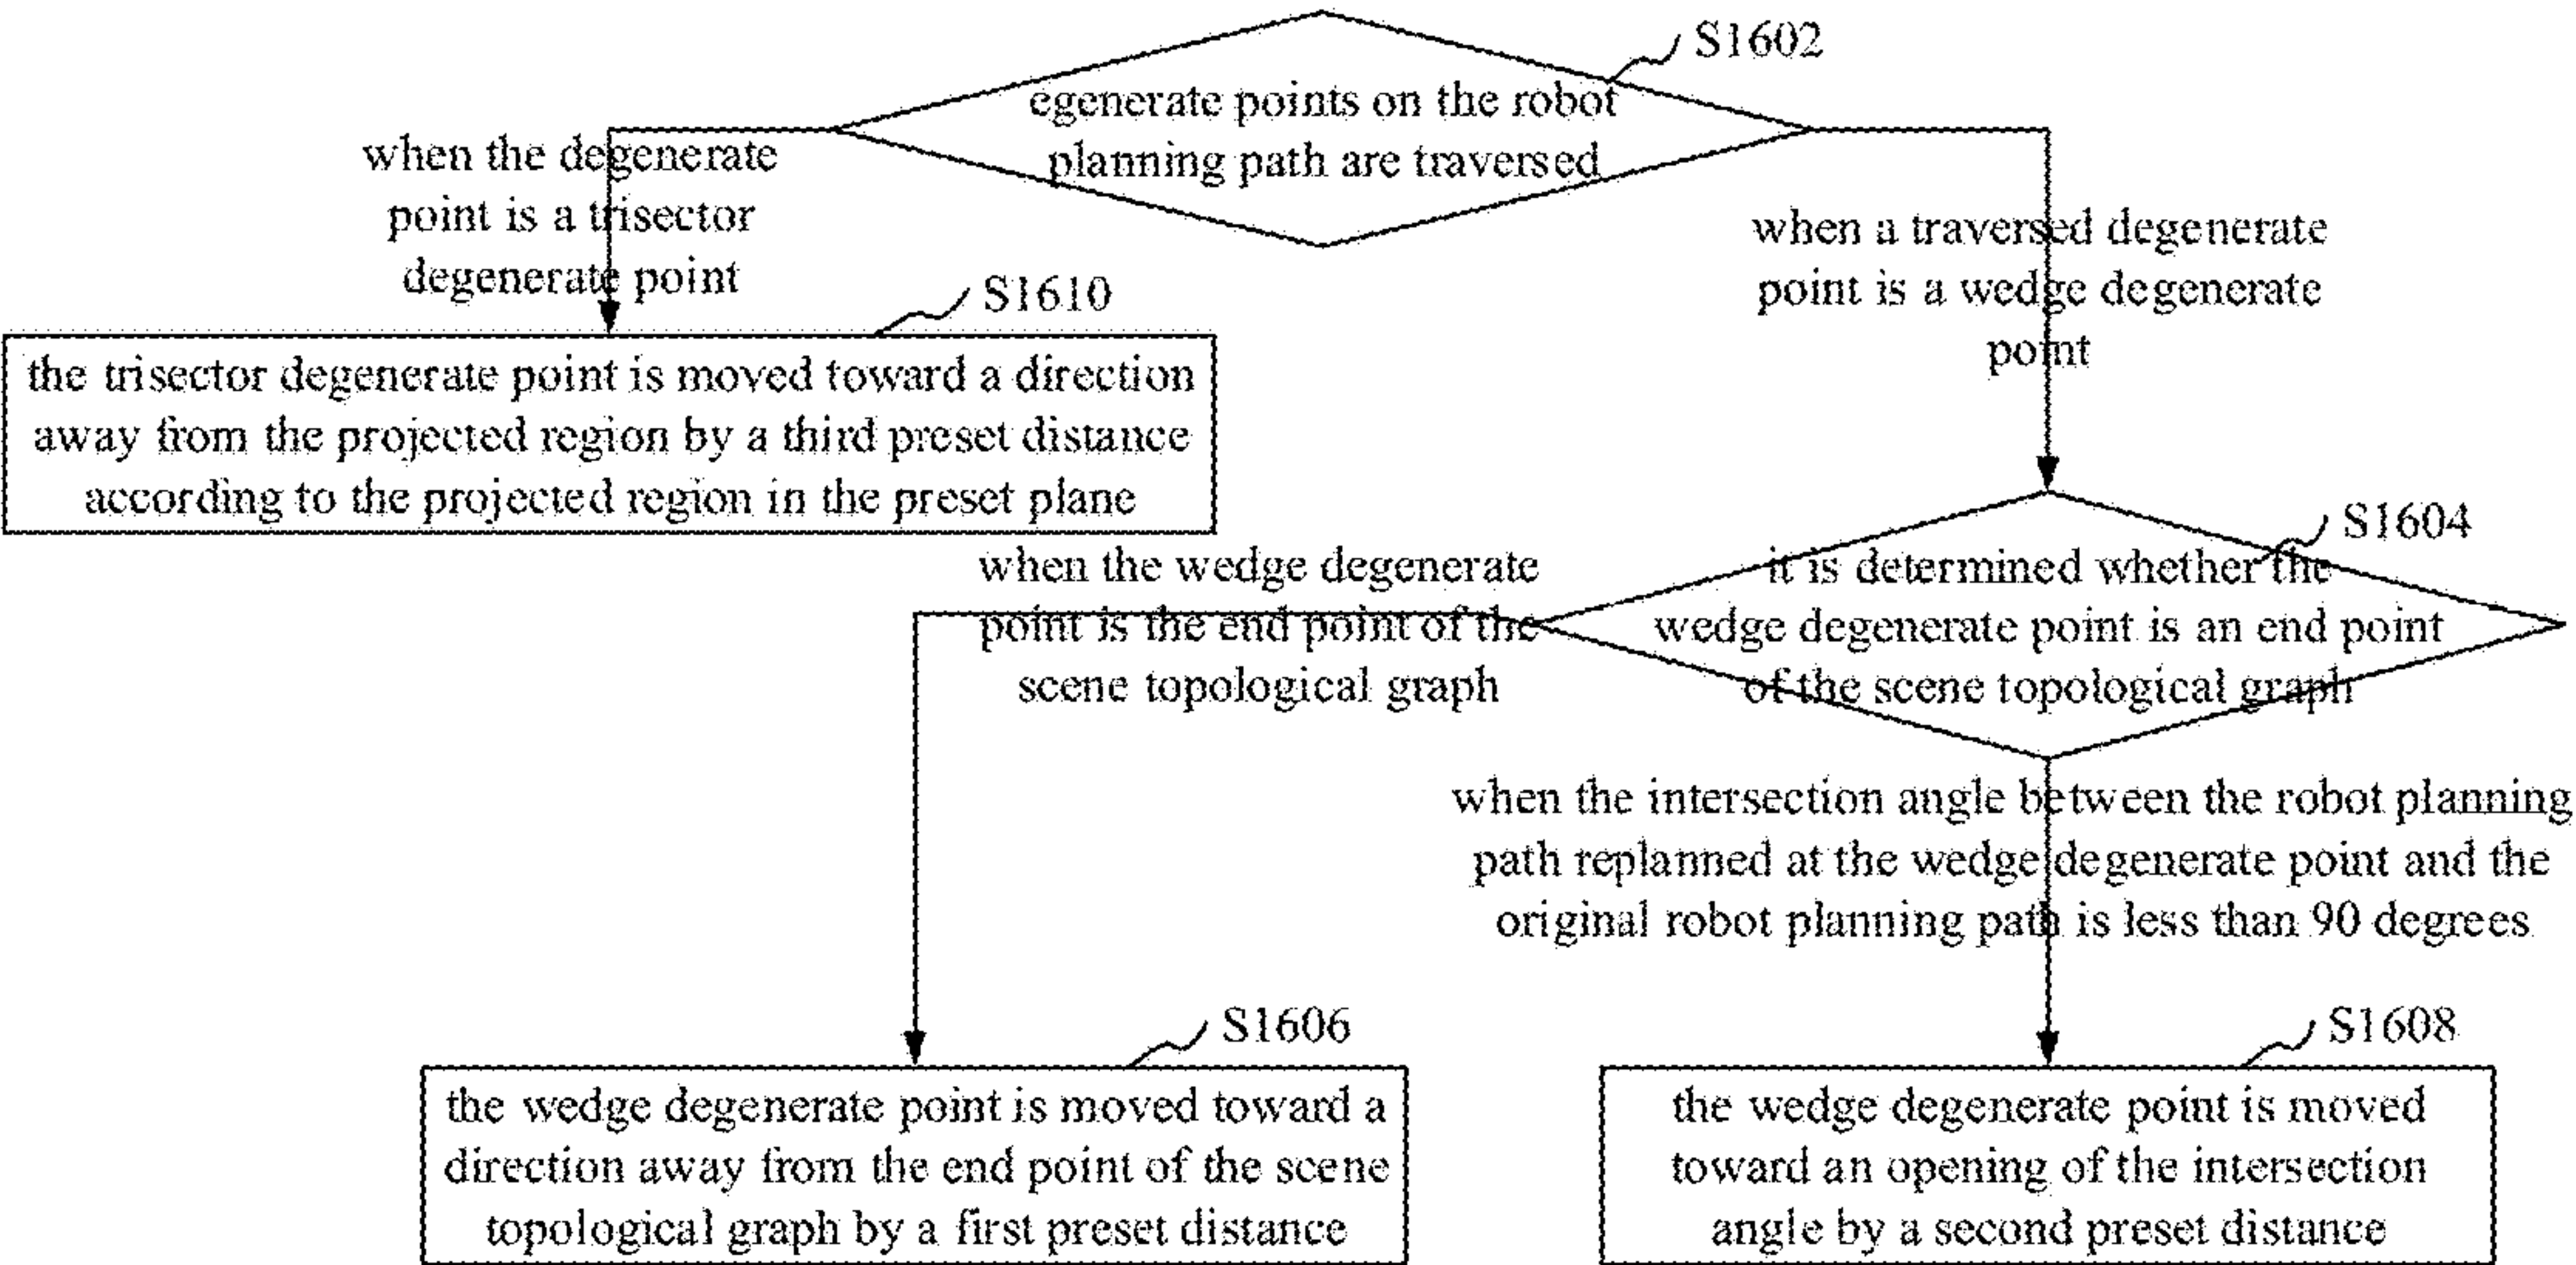 S1602
egenerate points on the robot
planning path are traversed
when the degenerate
point is a trisector
degenerate point
when a traversed degenerate
point is a wedge degenerate
point
S1610
the trisector degenerate point is moved toward a direction
away from the projected region by a third preset distance
according to the projected region in the preset plane
S1604
it is determined whether the
wedge degenerate point is an end point
of the scene topological graph
when the wedge degenerate
point is the end point of the
scene topological graph
when the intersection angle between the robot planning
path replanned at the wedge degenerate point and the
original robot planning path is less than 90 degrees
S1606
the wedge degenerate point is moved toward a
direction away from the end point of the scene
topological graph by a first preset distance
S1608
the wedge degenerate point is moved
toward an opening of the intersection
angle by a second preset distance